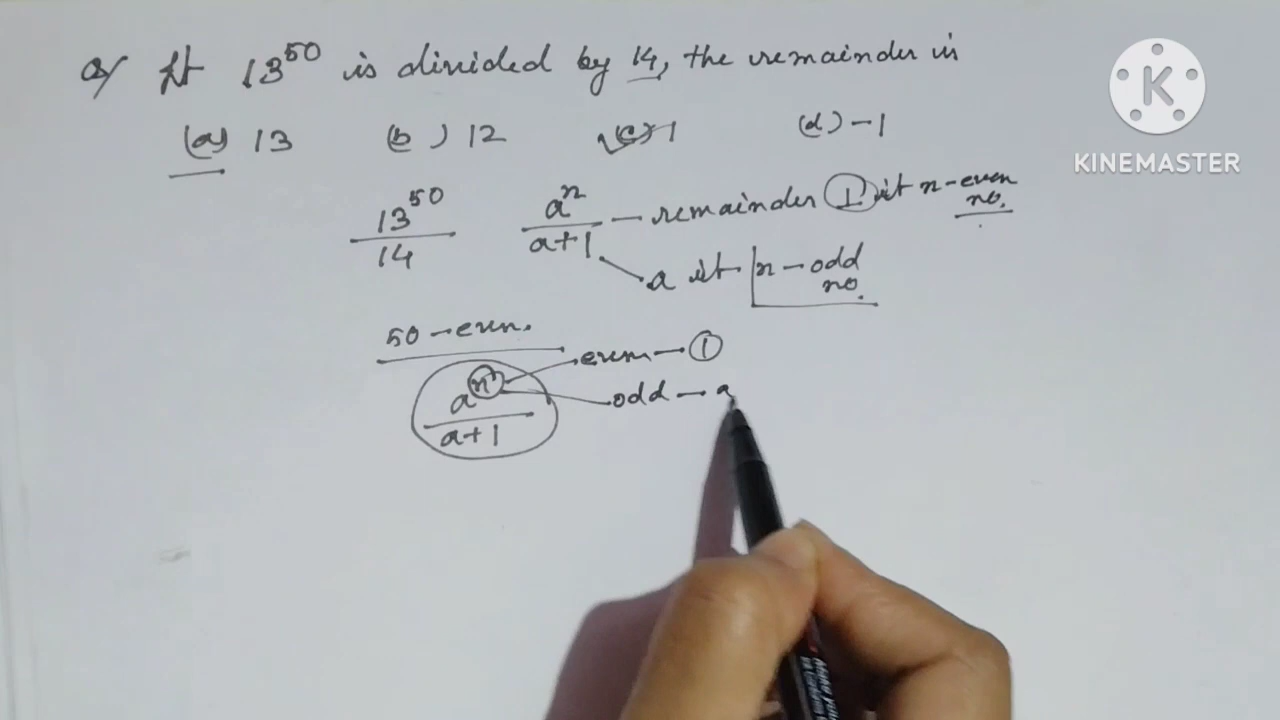 Q/ If 13^50 is divided by 14, the remainder is
(a) 13 (b) 12 (c) 1 (d) -1
13^50/14 a^n/a+1 — remainder 1 if n-even no.
a if n-odd no.
50-even.
a^n/a+1 even — 1
odd — a
K
KINEMASTER